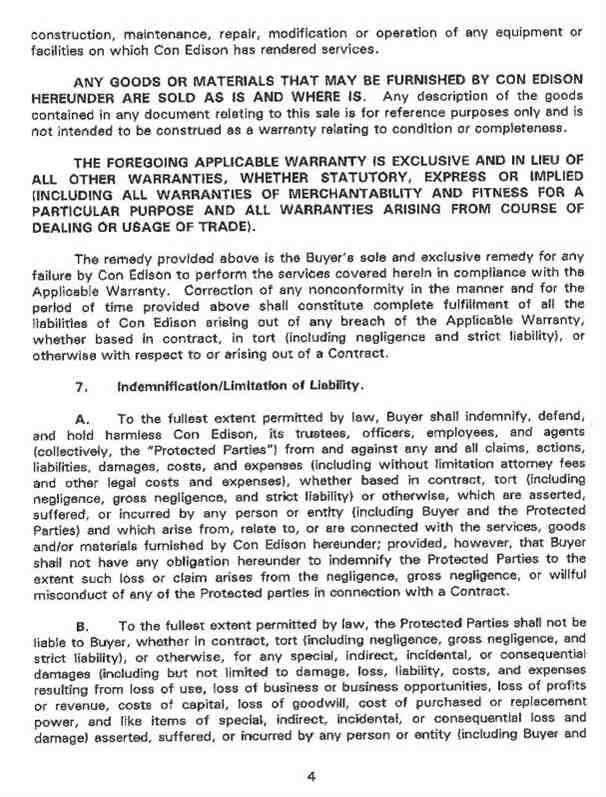 construction, maintenance, repair, modification or operation of any equipment or
facilities on which Con Edison has rendered services.
ANY GOODS OR MATERIALS THAT MAY BE FURNISHED BY CON EDISON
HEREUNDER ARE SOLD AS IS AND WHERE IS. Any description of the goods
contained in any document relating to this sale is for reference purposes only and is
not intended to be construed as a warranty relating to condition or completeness.
THE FOREGOING APPLICABLE WARRANTY IS EXCLUSIVE AND IN LIEU OF
ALL OTHER WARRANTIES, WHETHER STATUTORY, EXPRESS OR IMPLIED
(INCLUDING ALL WARRANTIES OF MERCHANTABILITY AND FITNESS FOR A
PARTICULAR PURPOSE AND ALL WARRANTIES ARISING FROM COURSE OF
DEALING OR USAGE OF TRADE).
The remedy provided above is the Buyer's sole and exclusive remedy for any
failure by Con Edison to perform the services covered herein in compliance with the
Applicable Warranty. Correction of any nonconformity in the manner and for the
period of time provided above shall constitute complete fulfillment of all the
liabilities of Con Edison arising out of any breach of the Applicable Warranty,
whether based in contract, in tort (including negligence and strict liability), or
otherwise with respect to or arising out of a Contract.
7. Indemnification/Limitation of Liability.
A. To the fullest extent permitted by law, Buyer shall indemnify, defend,
and hold harmless Con Edison, its trustees, officers, employees, and agents
(collectively, the "Protected Parties") from and against any and all claims, actions,
liabilities, damages, costs, and expenses (including without limitation attorney fees
and other legal costs and expenses), whether based in contract, tort (including
negligence, gross negligence, and strict liability) or otherwise, which are asserted,
suffered, or incurred by any person or entity (including Buyer and the Protected
Parties) and which arise from, relate to, or are connected with the services, goods
and/or materials furnished by Con Edison hereunder; provided, however, that Buyer
shall not have any obligation hereunder to indemnify the Protected Parties to the
extent such loss or claim arises from the negligence, gross negligence, or willful
misconduct of any of the Protected parties in connection with a Contract.
B. To the fullest extent permitted by law, the Protected Parties shall not be
liable to Buyer, whether in contract, tort (including negligence, gross negligence, and
strict liability), or otherwise, for any special, indirect, incidental, or consequential
damages (including but not limited to damage, loss, liability, costs, and expenses
resulting from loss of use, loss of business or business opportunities, loss of profits
or revenue, costs of capital, loss of goodwill, cost of purchased or replacement
power, and like items of special, indirect, incidental, or consequential loss and
damage) asserted, suffered, or incurred by any person or entity (including Buyer and
4